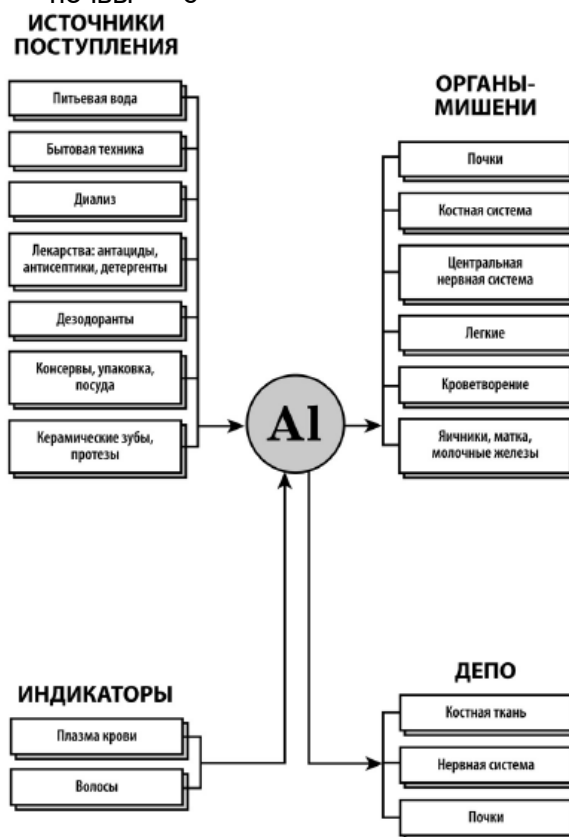 ИСТОЧНИКИ
ПОСТУПЛЕНИЯ
Питьевая вода
Бытовая техника
Диализ
Лекарства: антациды,
антисептики, детергенты
Дезодоранты
Консервы, упаковка,
посуда
Керамические зубы,
протезы
Al
ОРГАНЫ-
МИШЕНИ
Почки
Костная система
Центральная
нервная система
Легкие
Кроветворение
Яичники, матка,
молочные железы
ИНДИКАТОРЫ
Плазма крови
Волосы
ДЕПО
Костная ткань
Нервная система
Почки